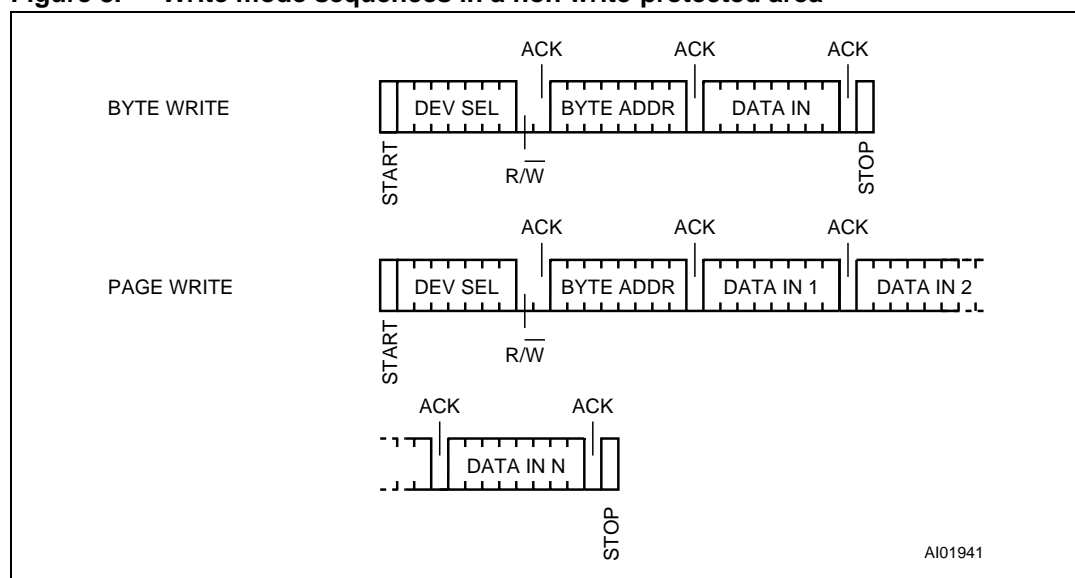 Figure Write mode sequences in a non-write-protected area
ACK ACK ACK
BYTE WRITE DEV SEL BYTE ADDR DATA IN
START R/W STOP
ACK ACK ACK
PAGE WRITE DEV SEL BYTE ADDR DATA IN 1 DATA IN 2
START R/W
ACK ACK
DATA IN N
STOP
AI01941